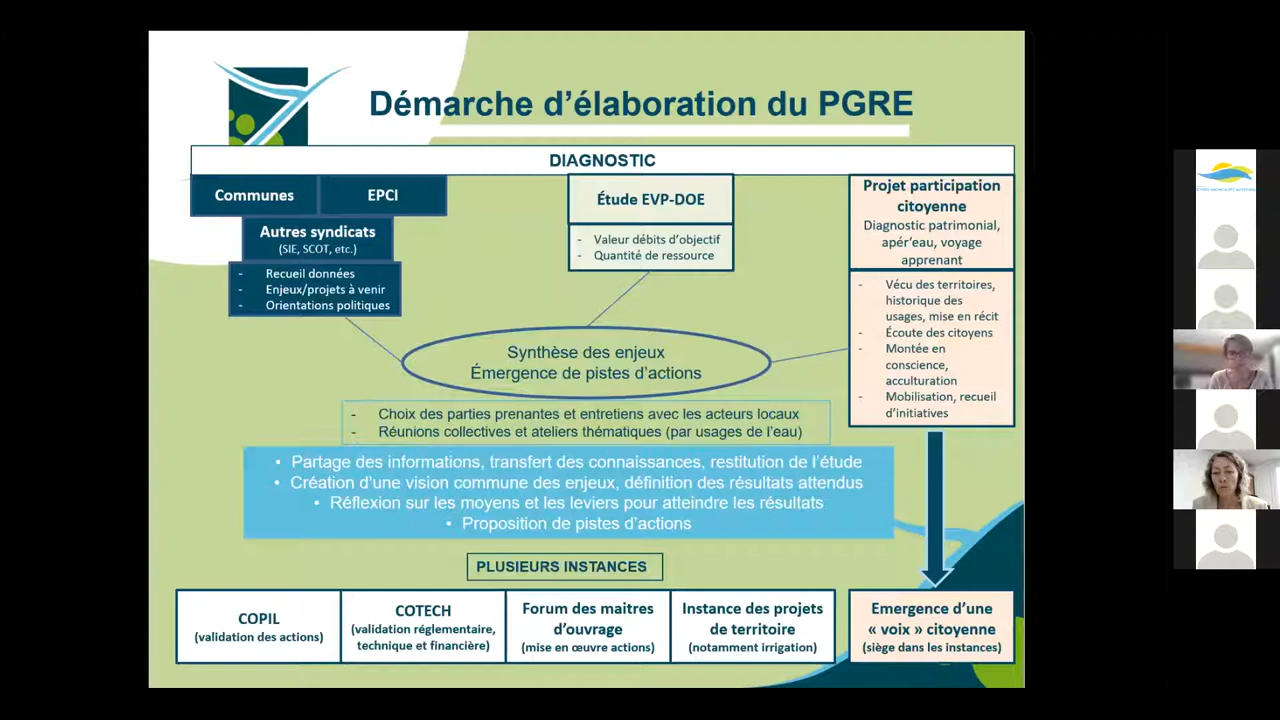 Démarche d’élaboration du PGRE
DIAGNOSTIC
Communes
EPCI
Autres syndicats
(SIE, SCOT, etc.)
- Recueil données
- Enjeux/projets à venir
- Orientations politiques
Étude EVP-DOE
- Valeur débits d’objectif
- Quantité de ressource
Projet participation
citoyenne
Diagnostic patrimonial,
apér’eau, voyage
apprenant
- Vécu des territoires,
historique des
usages, mise en récit
- Écoute des citoyens
- Montée en
conscience,
acculturation
- Mobilisation, recueil
d’initiatives
Synthèse des enjeux
Émergence de pistes d’actions
- Choix des parties prenantes et entretiens avec les acteurs locaux
- Réunions collectives et ateliers thématiques (par usages de l’eau)
• Partage des informations, transfert des connaissances, restitution de l’étude
• Création d’une vision commune des enjeux, définition des résultats attendus
• Réflexion sur les moyens et les leviers pour atteindre les résultats
• Proposition de pistes d’actions
PLUSIEURS INSTANCES
COPIL
(validation des actions)
COTECH
(validation réglementaire,
technique et financière)
Forum des maitres
d’ouvrage
(mise en œuvre actions)
Instance des projets
de territoire
(notamment irrigation)
Emergence d’une
« voix » citoyenne
(siège dans les instances)